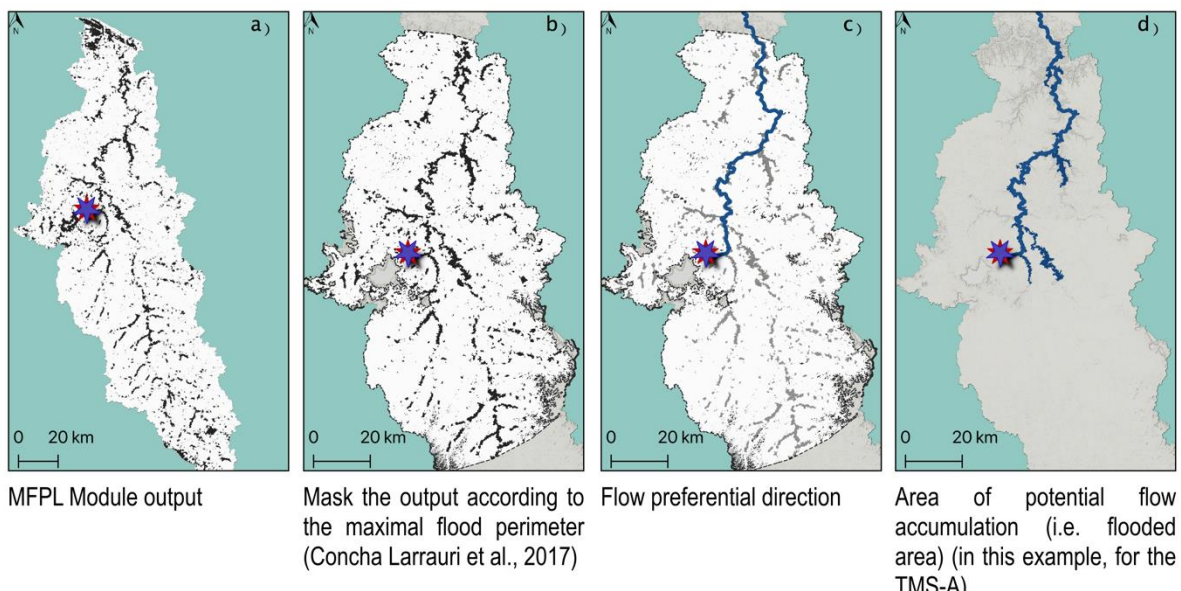 N
a)
0 20 km
MFPL Module output
N
b)
0 20 km
Mask the output according to
the maximal flood perimeter
(Concha Larrauri et al., 2017)
N
c)
0 20 km
Flow preferential direction
N
d)
0 20 km
Area of potential flow
accumulation (i.e. flooded
area) (in this example, for the
TMS-A)